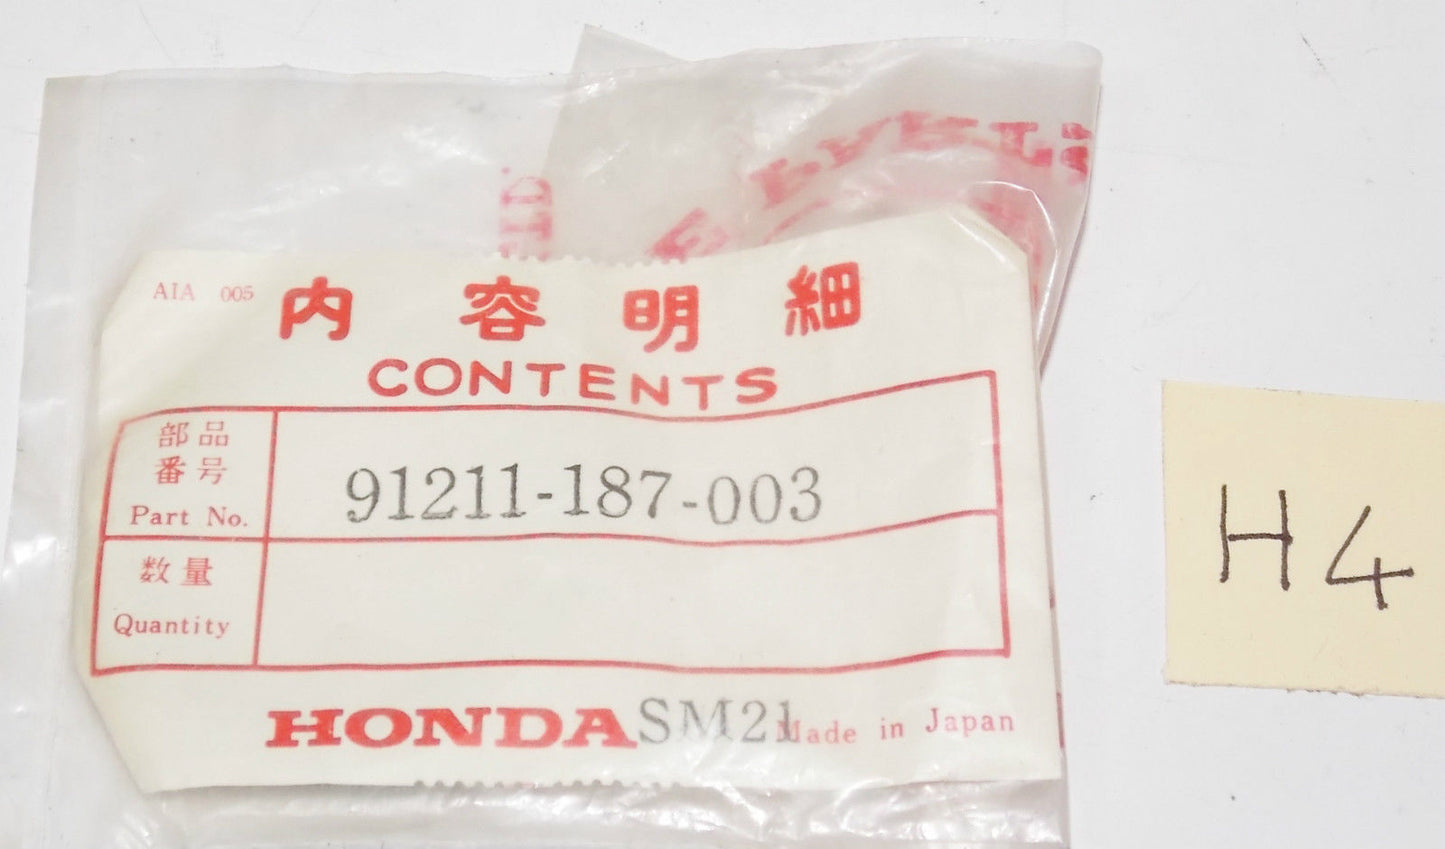 AIA 005
内容明細
CONTENTS
部品
番号
Part No.
91211-187-003
数量
Quantity
HONDA SM21 Made in Japan
H4